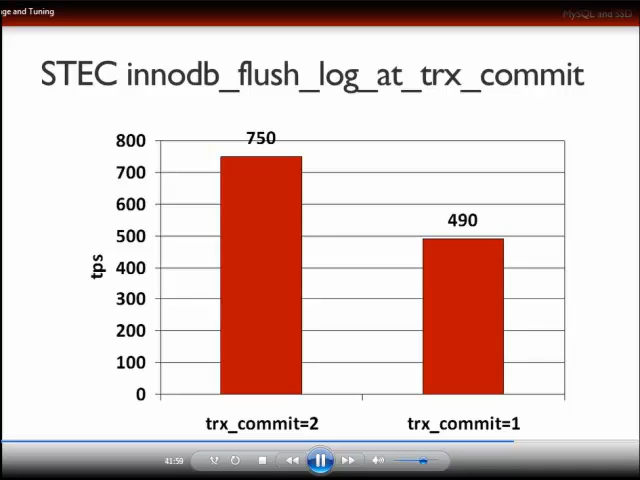 ge and Tuning
MySQL and SSD
STEC innodb_flush_log_at_trx_commit
800
700
600
500
400
300
200
100
0
tps
750
490
trx_commit=2
trx_commit=1
41:59